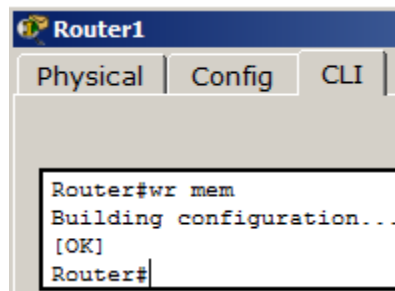 Router1
Physical Config CLI
Router#wr mem
Building configuration...
[OK]
Router#